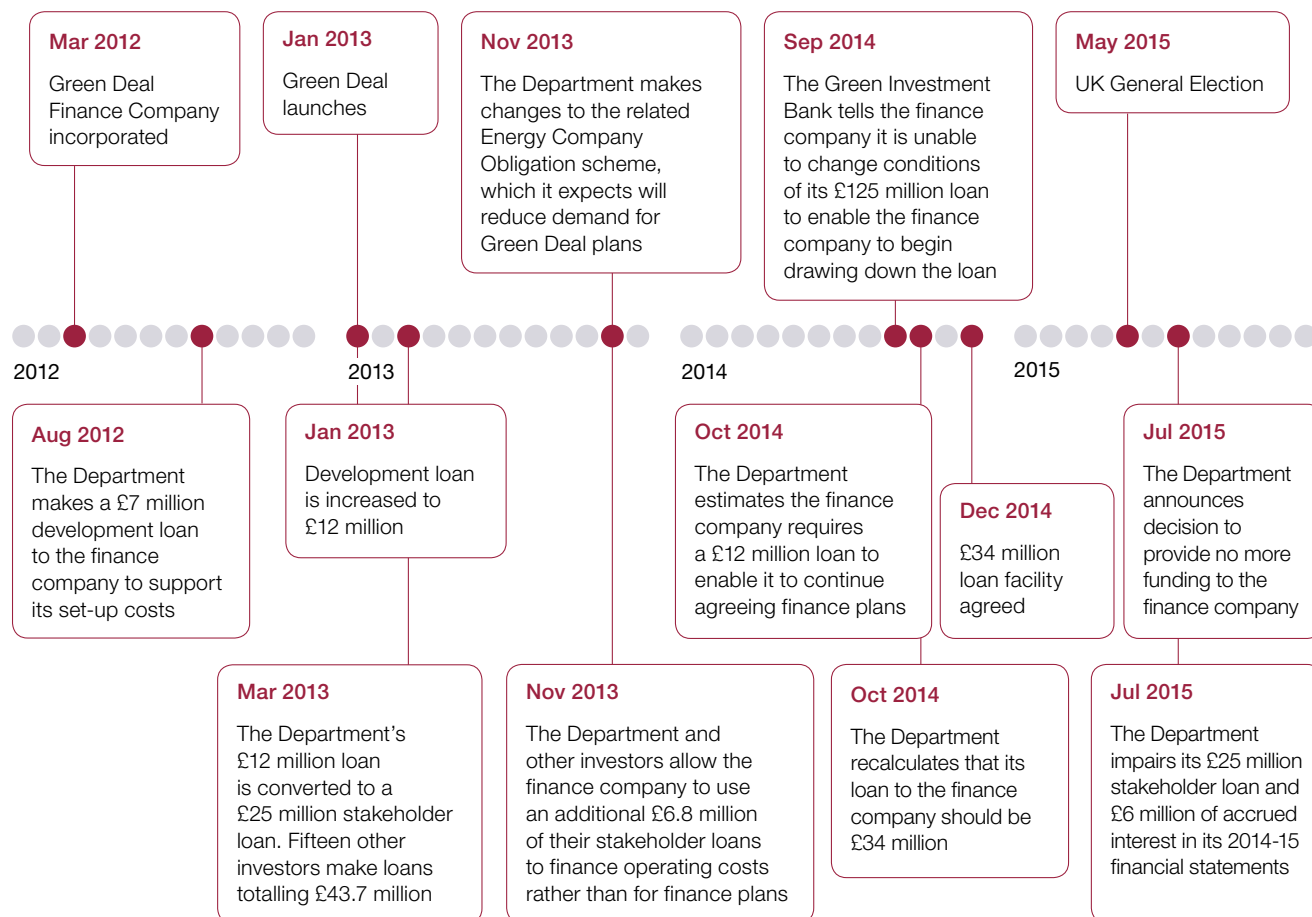 Mar 2012
Green Deal
Finance Company
incorporated
Jan 2013
Green Deal
launches
Nov 2013
The Department makes
changes to the related
Energy Company
Obligation scheme,
which it expects will
reduce demand for
Green Deal plans
Sep 2014
The Green Investment
Bank tells the finance
company it is unable
to change conditions
of its £125 million loan
to enable the finance
company to begin
drawing down the loan
May 2015
UK General Election
2012
2013
2014
2015
Aug 2012
The Department
makes a £7 million
development loan
to the finance
company to support
its set-up costs
Jan 2013
Development loan
is increased to
£12 million
Oct 2014
The Department
estimates the finance
company requires
a £12 million loan to
enable it to continue
agreeing finance plans
Dec 2014
£34 million
loan facility
agreed
Jul 2015
The Department
announces
decision to
provide no more
funding to the
finance company
Mar 2013
The Department's
£12 million loan
is converted to a
£25 million stakeholder
loan. Fifteen other
investors make loans
totalling £43.7 million
Nov 2013
The Department and
other investors allow the
finance company to use
an additional £6.8 million
of their stakeholder loans
to finance operating costs
rather than for finance plans
Oct 2014
The Department
recalculates that its
loan to the finance
company should be
£34 million
Jul 2015
The Department
impairs its £25 million
stakeholder loan and
£6 million of accrued
interest in its 2014-15
financial statements